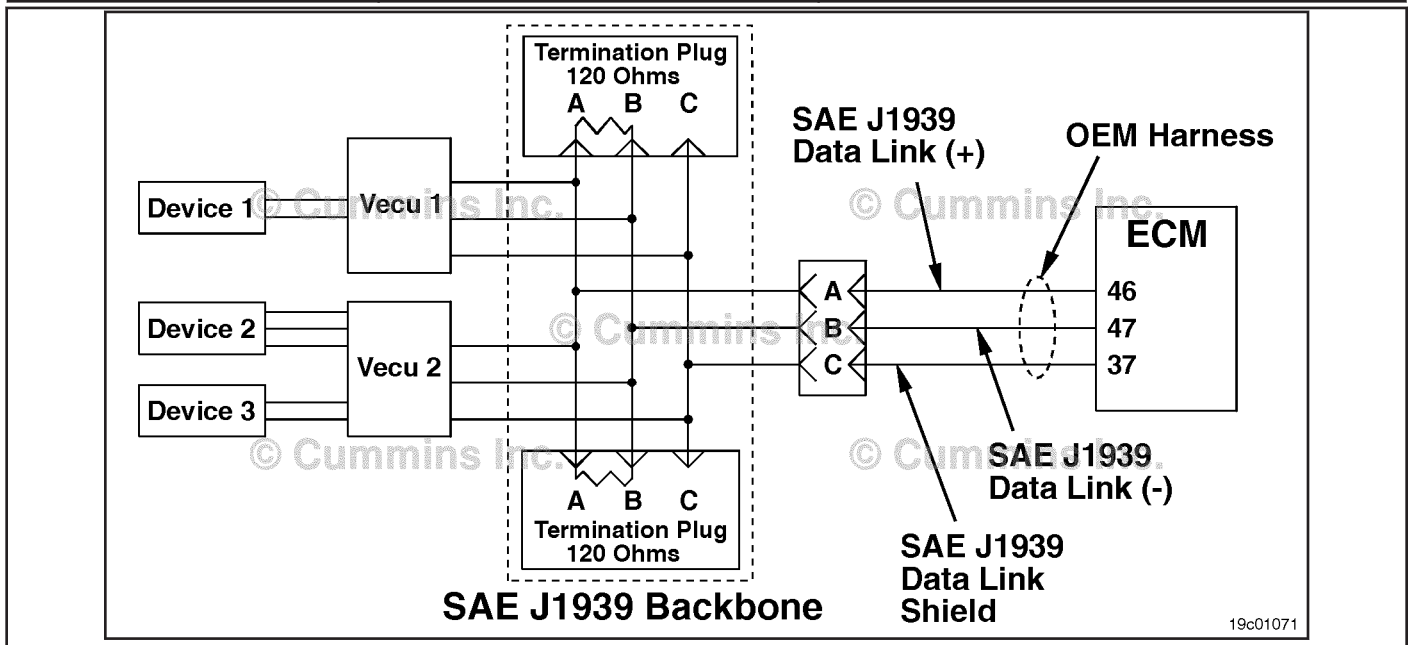 Termination Plug
120 Ohms
A B C
SAE J1939
Data Link (+)
OEM Harness
Device 1
Vecu 1
© Cummins Inc.
© Cummins Inc.
ECM
A
46
Device 2
© Cummins Inc.
B
47
Vecu 2
C
37
Device 3
© Cummins Inc.
© Cummins Inc.
SAE J1939
Data Link (-)
A B C
Termination Plug
120 Ohms
SAE J1939
Data Link
Shield
SAE J1939 Backbone
19c01071